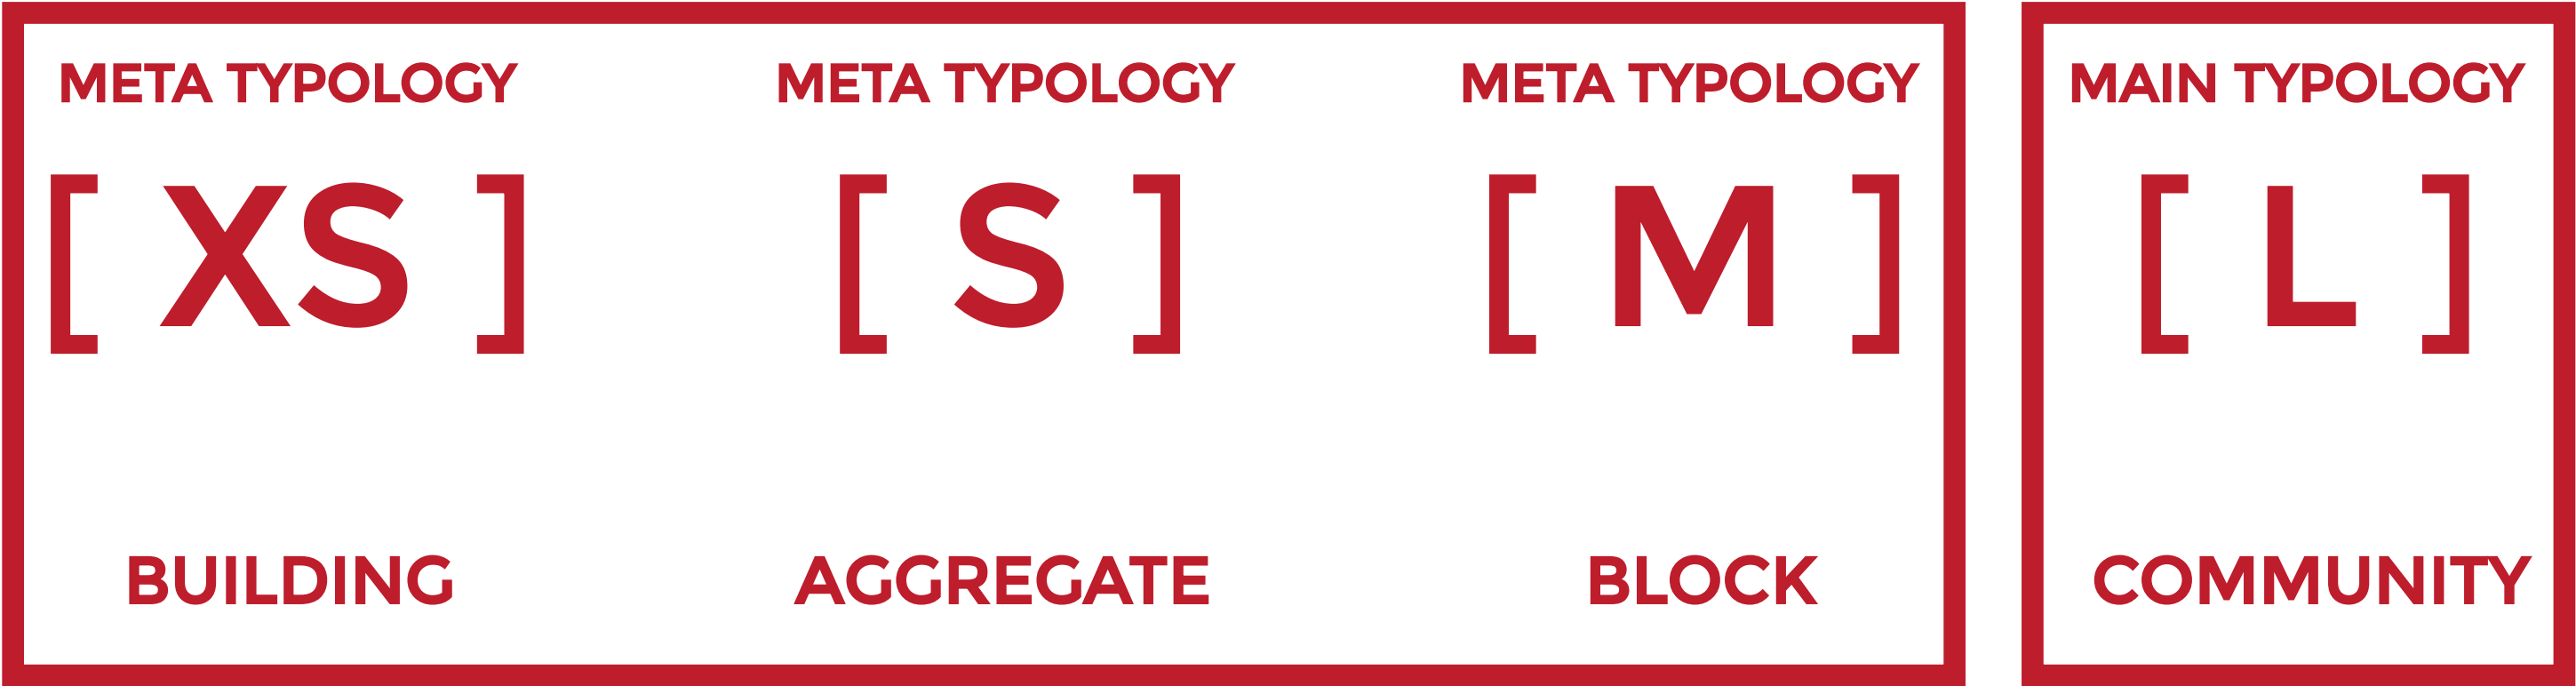 META TYPOLOGY
[ XS ]
BUILDING
META TYPOLOGY
[ S ]
AGGREGATE
META TYPOLOGY
[ M ]
BLOCK
MAIN TYPOLOGY
[ L ]
COMMUNITY